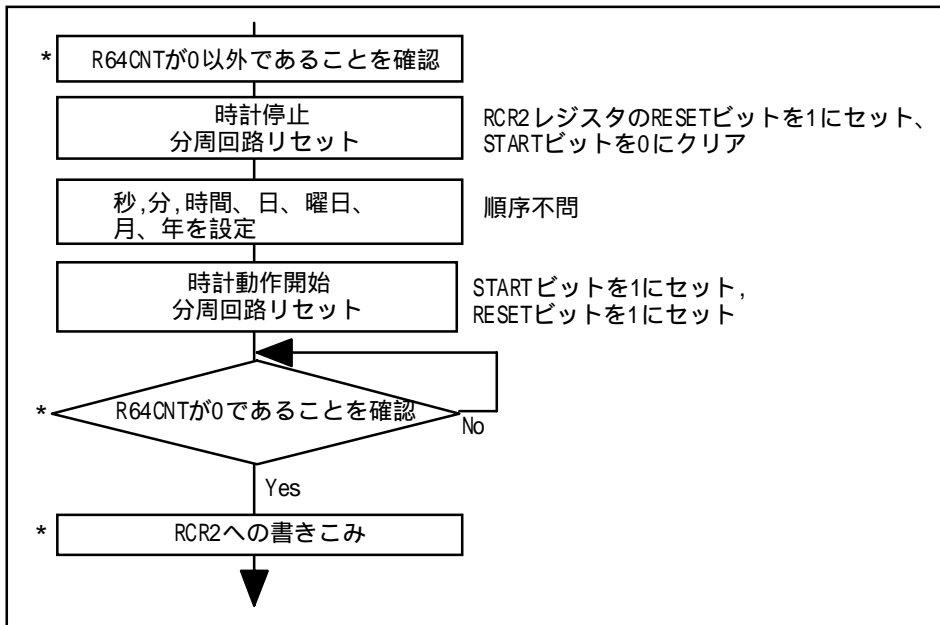 * R64CNTが0以外であることを確認
時計停止
分周回路リセット
RCR2レジスタのRESETビットを1にセット、
STARTビットを0にクリア
秒,分,時間、日、曜日、
月、年を設定
順序不問
時計動作開始
分周回路リセット
STARTビットを1にセット,
RESETビットを1にセット
* R64CNTが0であることを確認
No
Yes
* RCR2への書きこみ